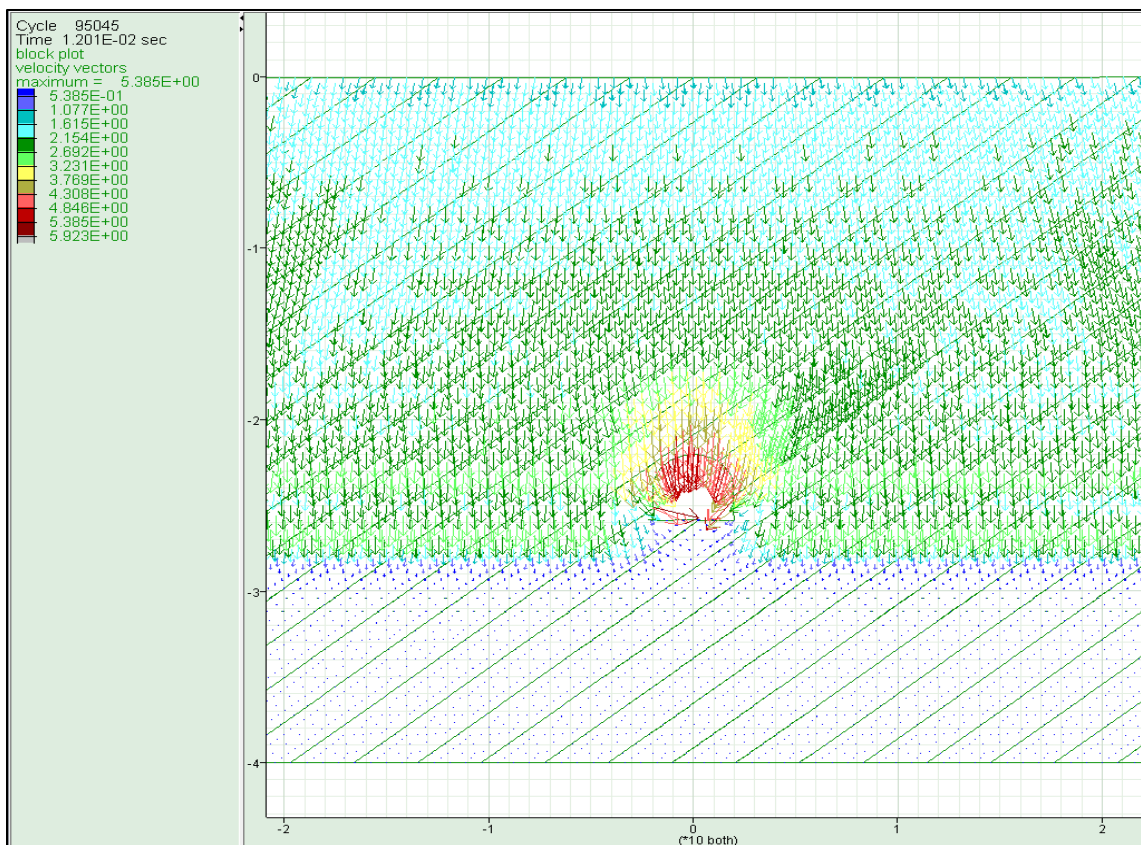 Cycle 95045
Time 1.201E-02 sec
block plot
velocity vectors
maximum = 5.385E+00
5.385E-01
1.077E+00
1.615E+00
2.154E+00
2.692E+00
3.231E+00
3.769E+00
4.308E+00
4.846E+00
5.385E+00
5.923E+00
0
-1
-2
-3
-4
-2
-1
0
1
2
(*10 both)